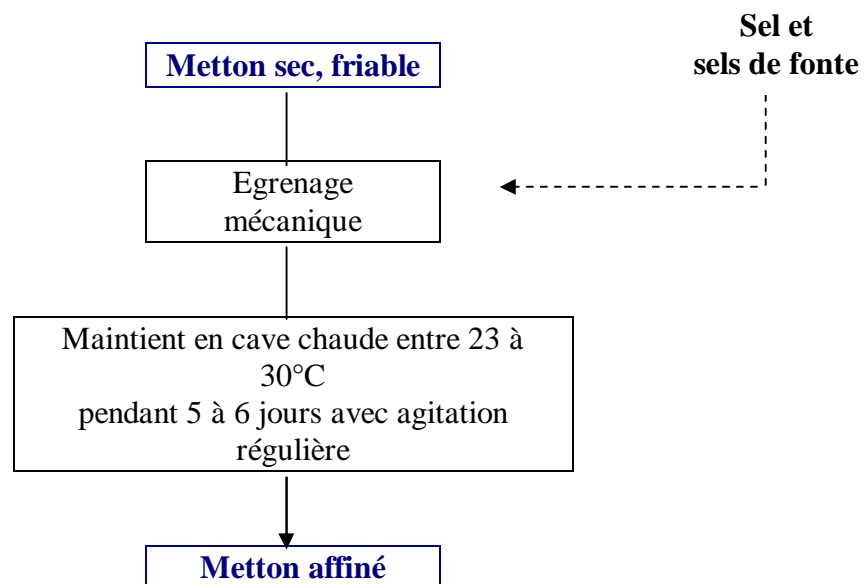 Sel et
sels de fonte
Metton sec, friable
Egrenage
mécanique
Maintient en cave chaude entre 23 à
30°C
pendant 5 à 6 jours avec agitation
régulière
Metton affiné